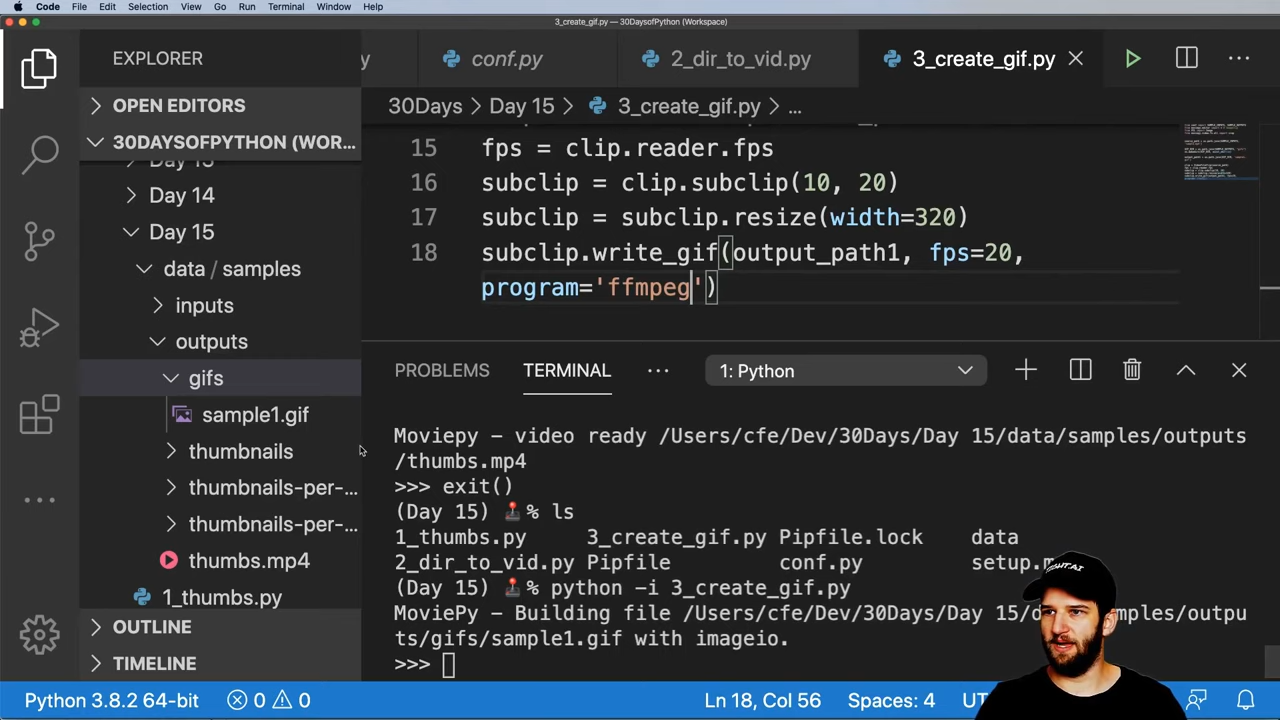 Code File Edit Selection View Go Run Terminal Window Help
3_create_gif.py — 30DaysofPython (Workspace)
EXPLORER
y conf.py 2_dir_to_vid.py 3_create_gif.py
OPEN EDITORS
30DAYSOFPYTHON (WOR...
30Days Day 15 3_create_gif.py ...
Day 14
Day 15
data / samples
inputs
outputs
gifs
sample1.gif
thumbnails
thumbnails-per-...
thumbnails-per-...
thumbs.mp4
1_thumbs.py
OUTLINE
TIMELINE
15 fps = clip.reader.fps
16 subclip = clip.subclip(10, 20)
17 subclip = subclip.resize(width=320)
18 subclip.write_gif(output_path1, fps=20,
program='ffmpeg')
PROBLEMS TERMINAL ... 1: Python
Moviepy - video ready /Users/cfe/Dev/30Days/Day 15/data/samples/outputs
/thumbs.mp4
>>> exit()
(Day 15) 🕹% ls
1_thumbs.py 3_create_gif.py Pipfile.lock data
2_dir_to_vid.py Pipfile conf.py
(Day 15) 🕹% python -i 3_create_gif.py
MoviePy - Building file /Users/cfe/Dev/30Days/Day 15/data/samples/outpu
ts/gifs/sample1.gif with imageio.
>>>
Python 3.8.2 64-bit 0 0 Ln 18, Col 56 Spaces: 4